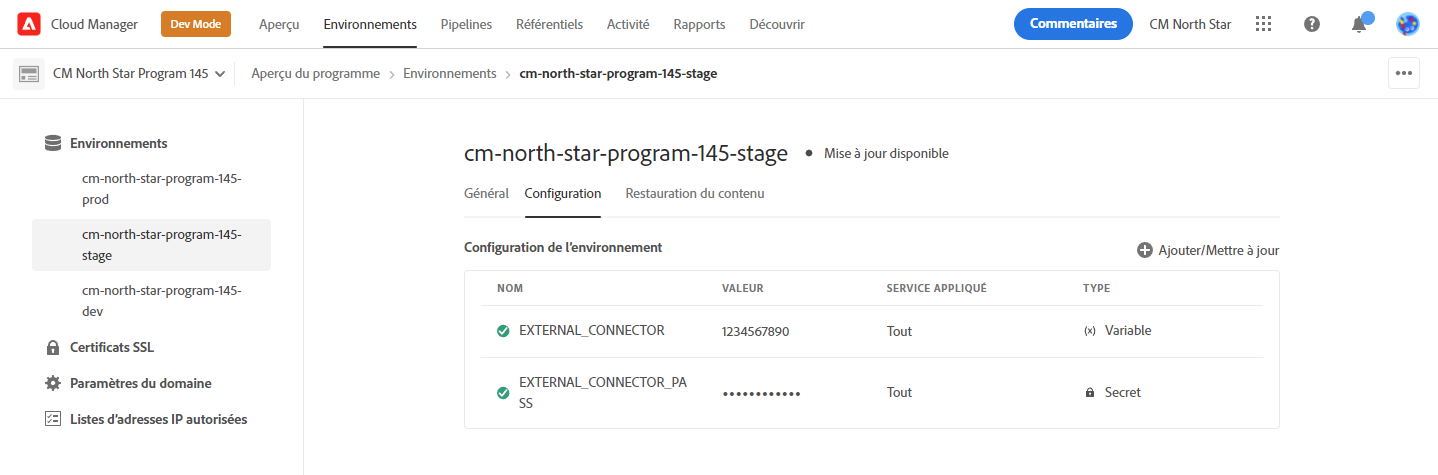 Cloud Manager Dev Mode Aperçu Environnements Pipelines Référentiels Activité Rapports Découvrir Commentaires CM North Star
CM North Star Program 145 Aperçu du programme Environnements cm-north-star-program-145-stage
Environnements
cm-north-star-program-145-
prod
cm-north-star-program-145-
stage
cm-north-star-program-145-
dev
Certificats SSL
Paramètres du domaine
Listes d’adresses IP autorisées
cm-north-star-program-145-stage Mise à jour disponible
Général Configuration Restauration du contenu
Configuration de l’environnement Ajouter/Mettre à jour
NOM VALEUR SERVICE APPLIQUÉ TYPE
EXTERNAL_CONNECTOR 1234567890 Tout (x) Variable
EXTERNAL_CONNECTOR_PA
SS •••••••••••• Tout Secret